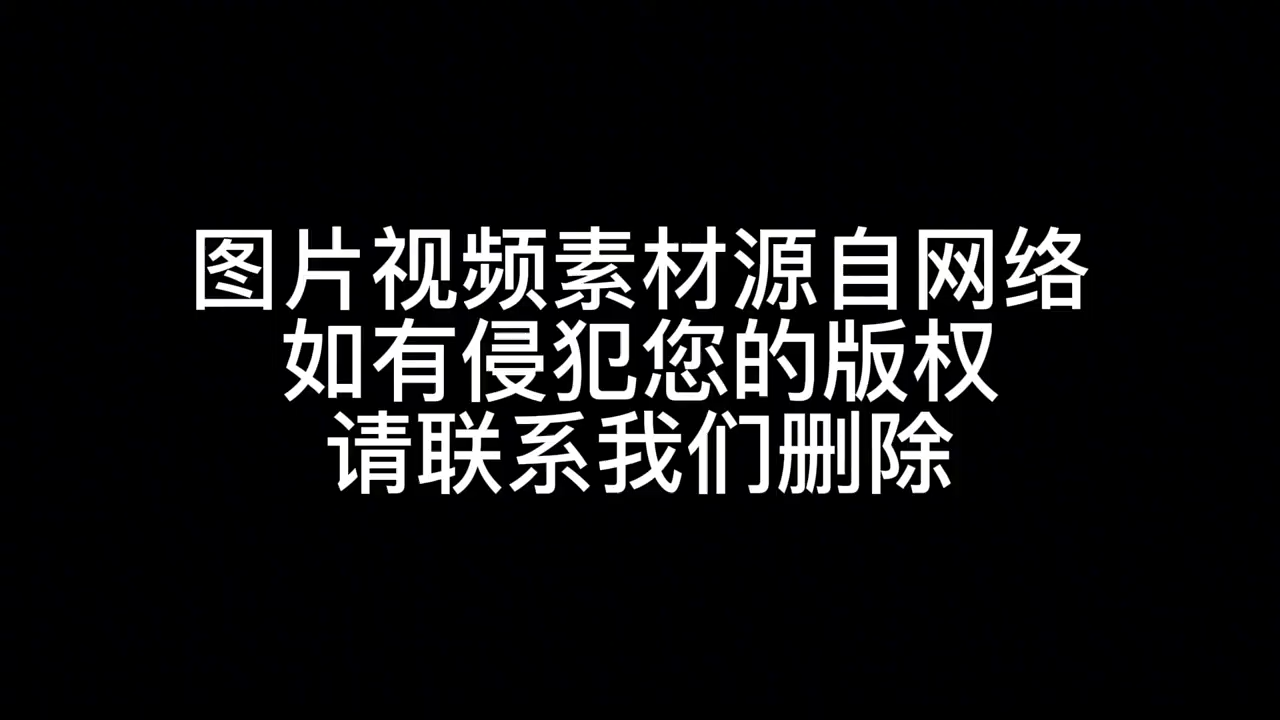 图片视频素材源自网络
如有侵犯您的版权
请联系我们删除